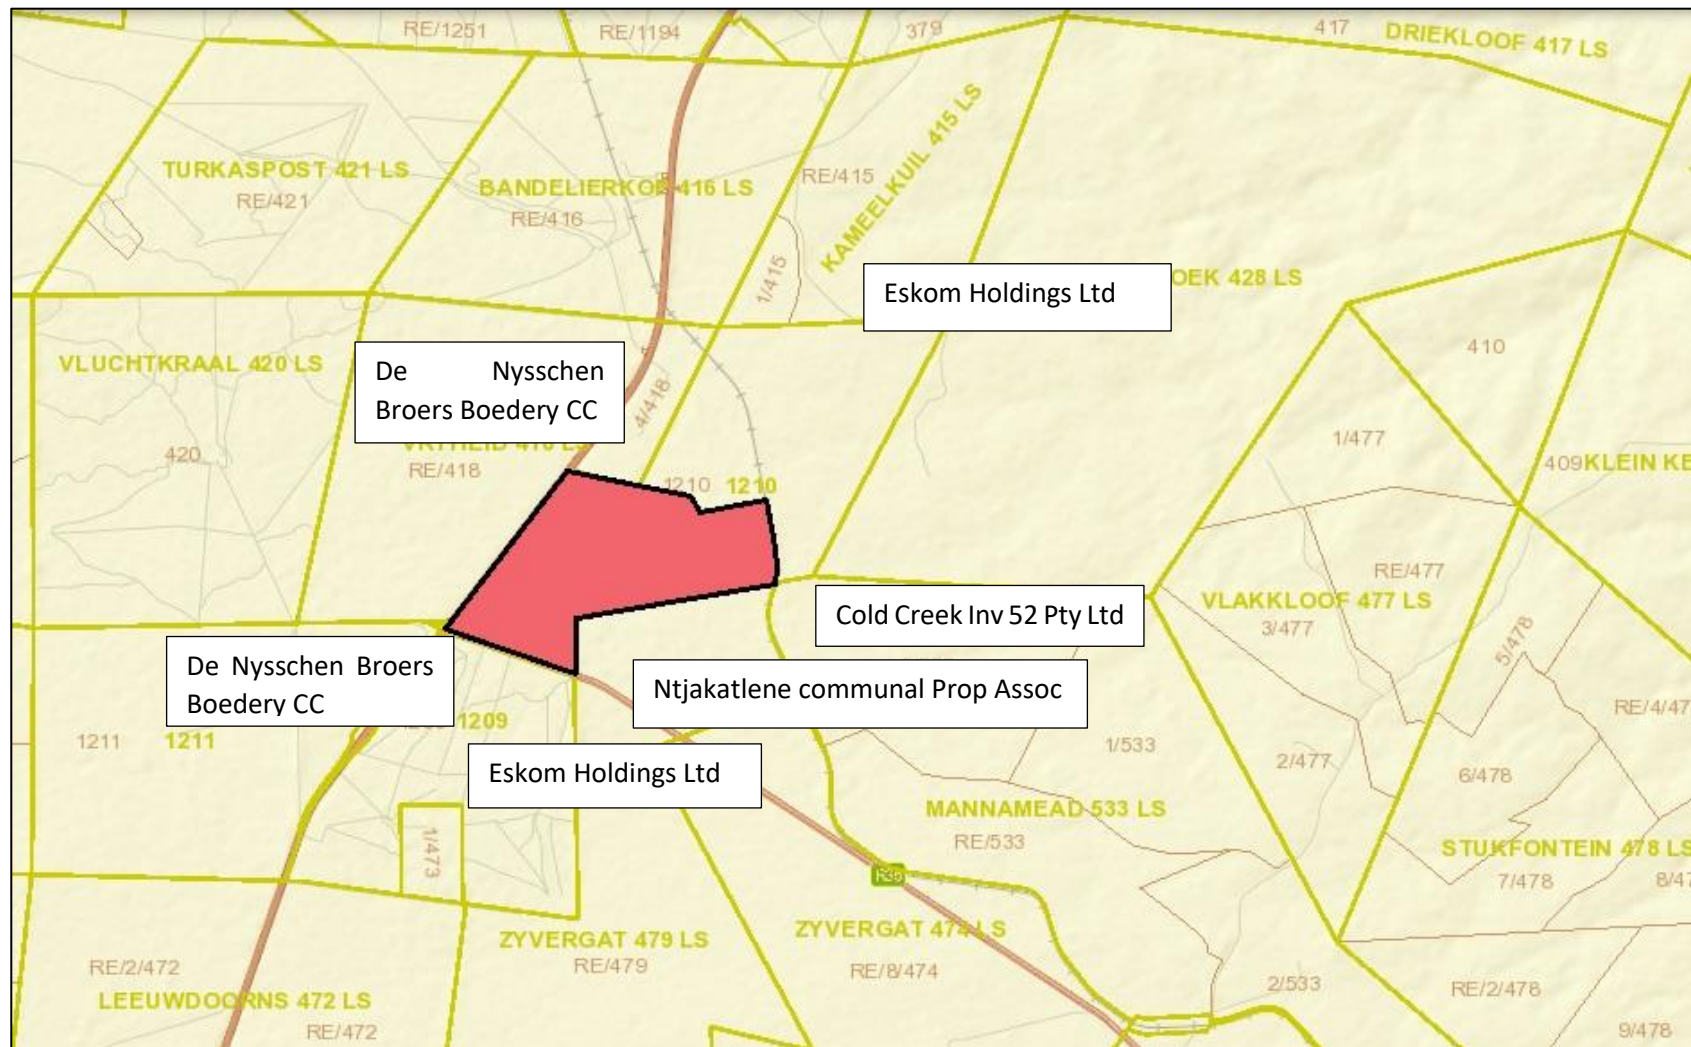 RE/1251
RE/1194
379
417
DRIEKLOOF 417 LS
TURKASPOST 421 LS
RE/421
BANDELIERKOP 416 LS
RE/416
RE/415
KAMEELKUIL 415 LS
1/415
Eskom Holdings Ltd
OEK 428 LS
VLUCHTKRAAL 420 LS
De Nysschen
Broers Boedery CC
4/418
410
420
RE/418
1210 1210
1/477
409 KLEIN KE
RE/477
VLAKKLOOF 477 LS
3/477
Cold Creek Inv 52 Pty Ltd
5/478
De Nysschen Broers
Boedery CC
Ntjakatlene communal Prop Assoc
RE/4/47
1211 1211
1209
1/533
2/477
6/478
Eskom Holdings Ltd
MANNAMEAD 533 LS
RE/533
1/473
R36
STUKFONTEIN 478 LS
7/478
8/47
ZYVERGAT 479 LS
RE/479
ZYVERGAT 474 LS
RE/8/474
RE/2/472
LEEUWDOORNS 472 LS
RE/472
2/533
RE/2/478
9/478